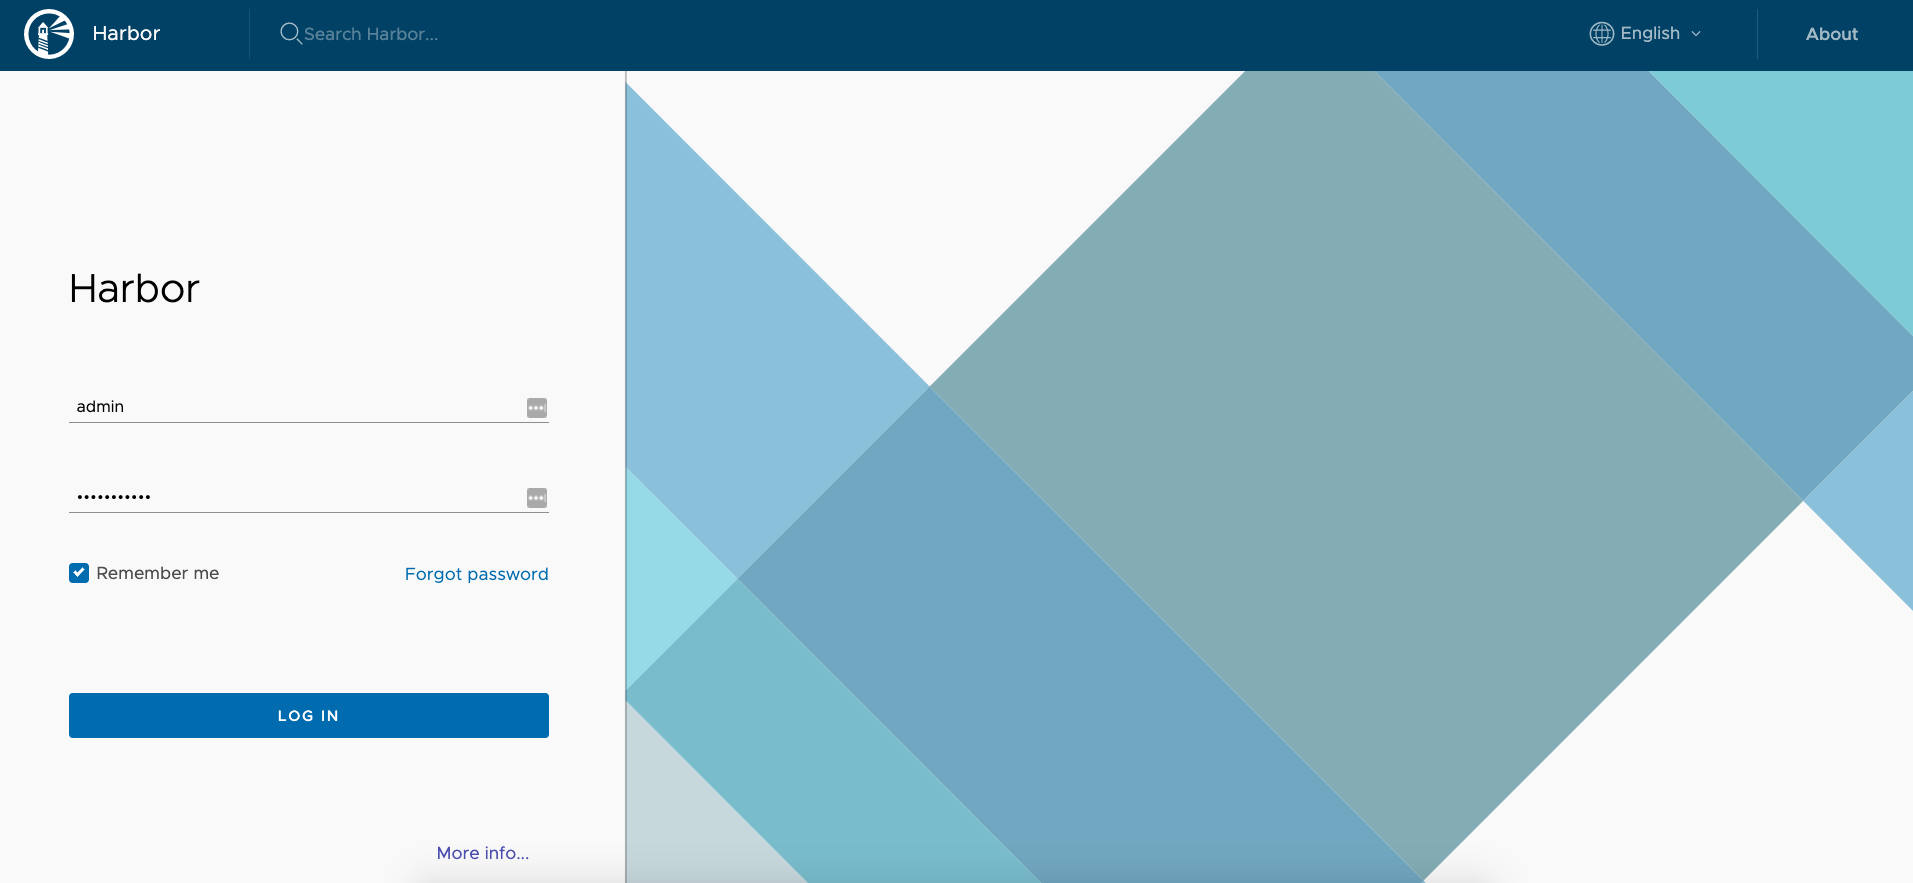 Harbor
Search Harbor...
English
About
Harbor
admin
•••••••••••
Remember me
Forgot password
LOG IN
More info...